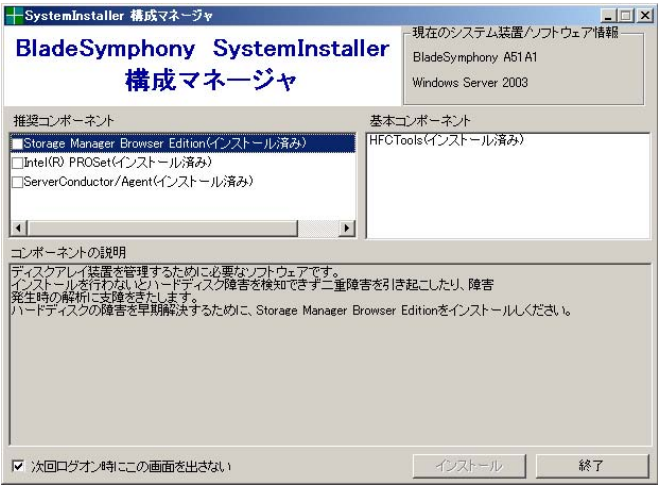 SystemInstaller 構成マネージャ
BladeSymphony SystemInstaller
構成マネージャ
現在のシステム装置/ソフトウェア情報
BladeSymphony A51A1
Windows Server 2003
推奨コンポーネント
Storage Manager Browser Edition(インストール済み)
Intel(R) PROSet(インストール済み)
ServerConductor/Agent(インストール済み)
基本コンポーネント
HFCTools(インストール済み)
コンポーネントの説明
ディスクアレイ装置を管理するために必要なソフトウェアです。
インストールを行わないとハードディスク障害を検知できず二重障害を引き起こしたり、障害
発生時の解析に支障をきたします。
ハードディスクの障害を早期解決するために、Storage Manager Browser Editionをインストールしください。
次回ログオン時にこの画面を出さない
インストール
終了